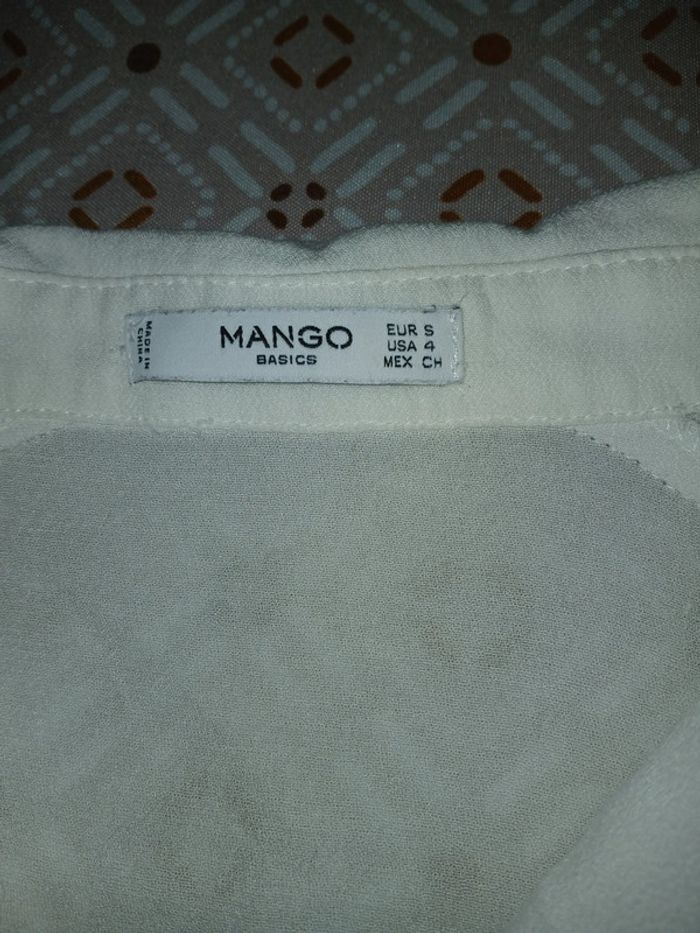 MADE IN
CHINA
MANGO
BASICS
EUR S
USA 4
MEX CH